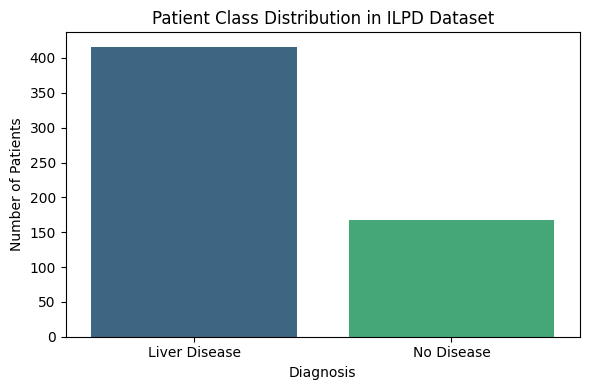 Patient Class Distribution in ILPD Dataset
Number of Patients
400
350
300
250
200
150
100
50
0
Liver Disease
No Disease
Diagnosis